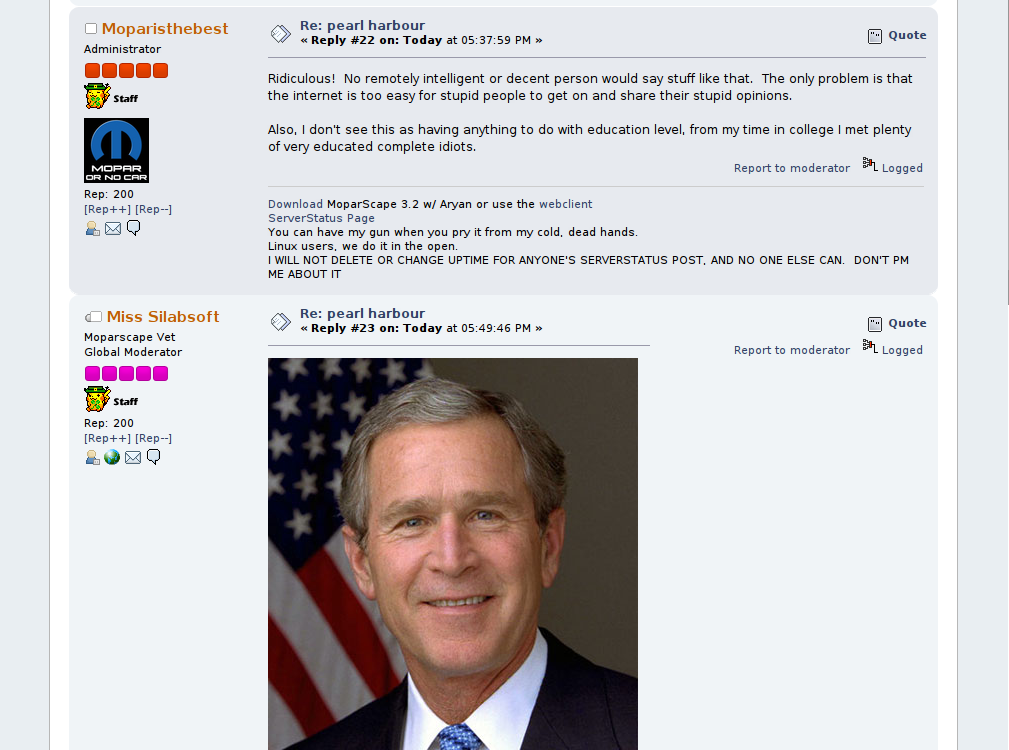 Moparisthebest
Administrator
Staff
MOPAR
OR NO CAR
Rep: 200
[Rep++] [Rep--]
Re: pearl harbour
« Reply #22 on: Today at 05:37:59 PM »
Quote
Ridiculous!  No remotely intelligent or decent person would say stuff like that.  The only problem is that
the internet is too easy for stupid people to get on and share their stupid opinions.
Also, I don't see this as having anything to do with education level, from my time in college I met plenty
of very educated complete idiots.
Report to moderator Logged
Download MoparScape 3.2 w/ Aryan or use the webclient
ServerStatus Page
You can have my gun when you pry it from my cold, dead hands.
Linux users, we do it in the open.
I WILL NOT DELETE OR CHANGE UPTIME FOR ANYONE'S SERVERSTATUS POST, AND NO ONE ELSE CAN.  DON'T PM
ME ABOUT IT
Miss Silabsoft
Moparscape Vet
Global Moderator
Staff
Rep: 200
[Rep++] [Rep--]
Re: pearl harbour
« Reply #23 on: Today at 05:49:46 PM »
Quote
Report to moderator Logged